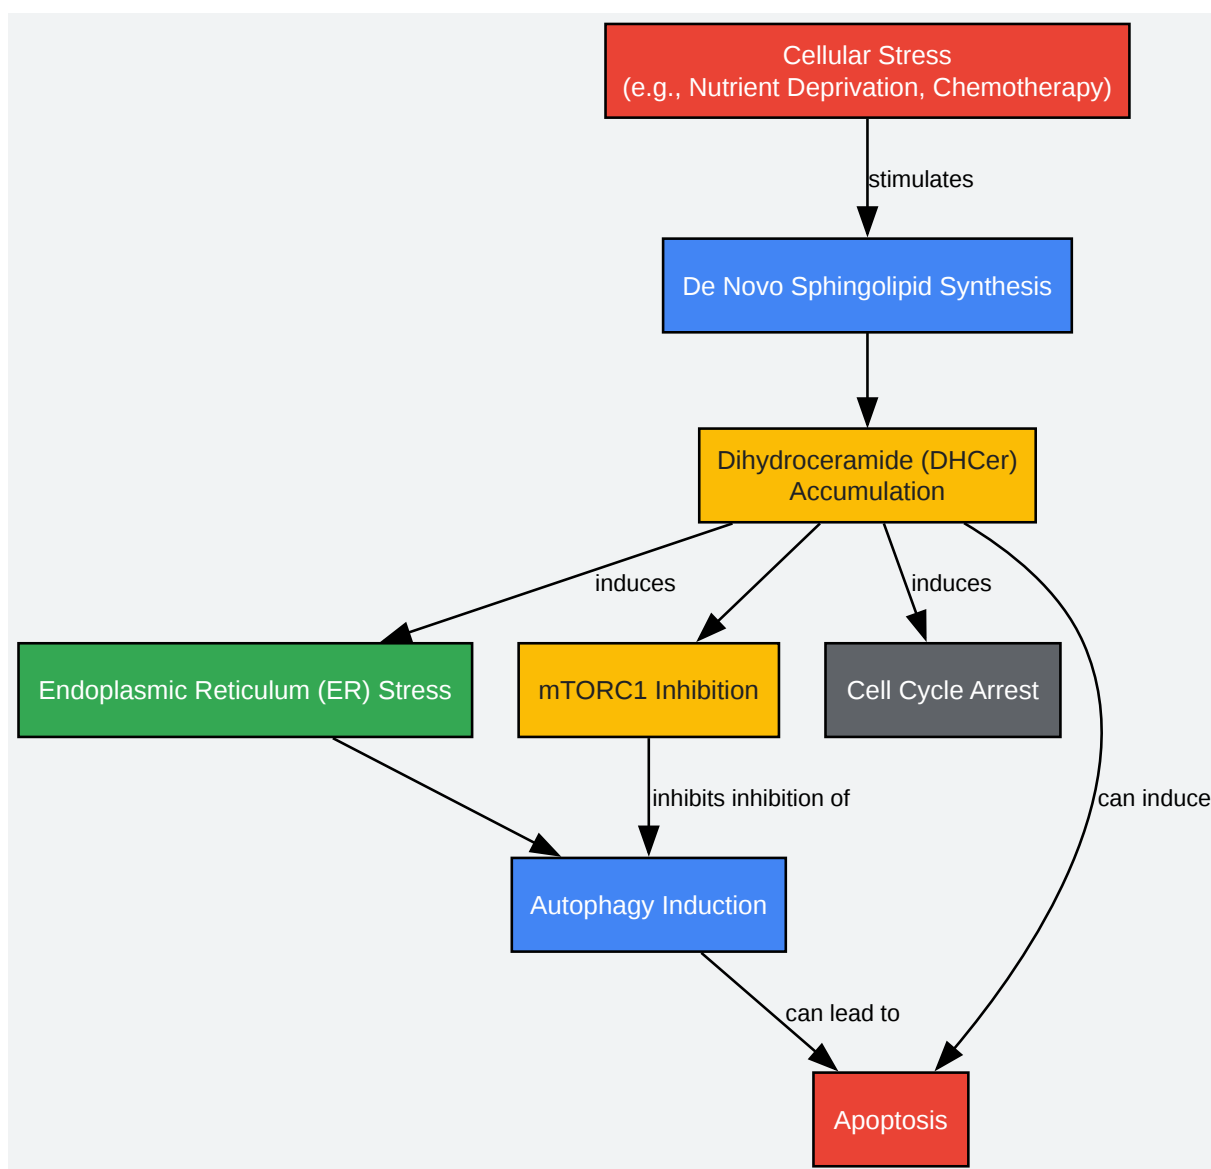 Cellular Stress
(e.g., Nutrient Deprivation, Chemotherapy)
stimulates
De Novo Sphingolipid Synthesis
Dihydroceramide (DHCer)
Accumulation
induces
induces
Endoplasmic Reticulum (ER) Stress
mTORC1 Inhibition
Cell Cycle Arrest
inhibits inhibition of
can induce
Autophagy Induction
can lead to
Apoptosis